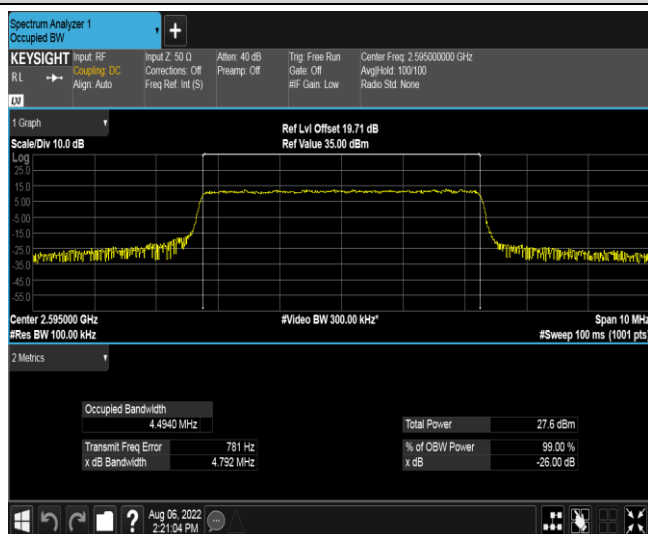 Spectrum Analyzer 1
Occupied BW
+
KEYSIGHT
RL
LXI
Input: RF
Coupling: DC
Align: Auto
Input Z: 50 Ω
Corrections: Off
Freq Ref: Int (S)
Atten: 40 dB
Preamp: Off
Trig: Free Run
Gate: Off
#IF Gain: Low
Center Freq: 2.595000000 GHz
Avg|Hold: 100/100
Radio Std: None
1 Graph
Scale/Div 10.0 dB
Ref Lvl Offset 19.71 dB
Ref Value 35.00 dBm
Log
25.0
15.0
5.00
-5.00
-15.0
-25.0
-35.0
-45.0
-55.0
Center 2.595000 GHz
#Res BW 100.00 kHz
#Video BW 300.00 kHz*
Span 10 MHz
#Sweep 100 ms (1001 pts)
2 Metrics
Occupied Bandwidth
4.4940 MHz
Transmit Freq Error 781 Hz
x dB Bandwidth 4.792 MHz
Total Power 27.6 dBm
% of OBW Power 99.00 %
x dB -26.00 dB
?
Aug 06, 2022
2:21:04 PM